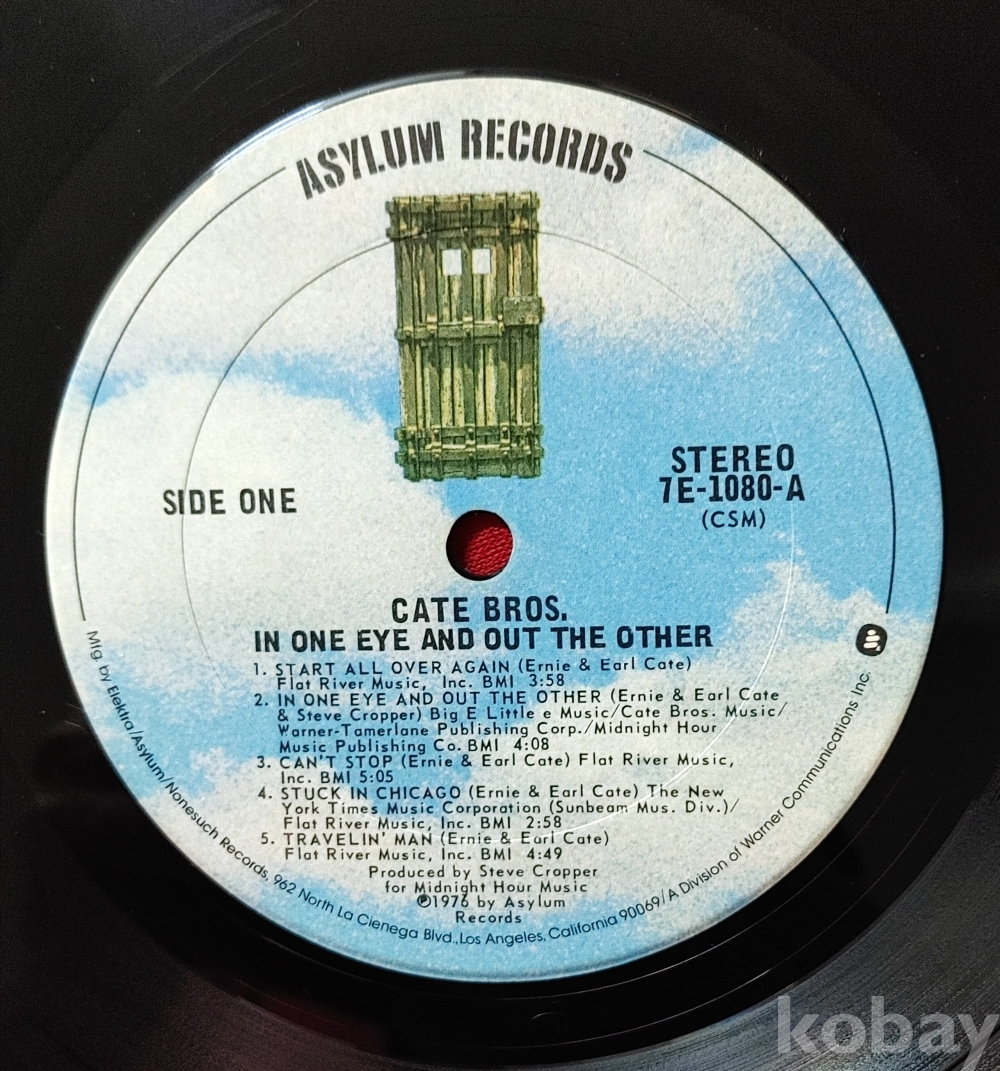 ASYLUM RECORDS
SIDE ONE
STEREO
7E-1080-A
(CSM)
CATE BROS.
IN ONE EYE AND OUT THE OTHER
1. START ALL OVER AGAIN (Ernie & Earl Cate)
Flat River Music, Inc. BMI 3:58
2. IN ONE EYE AND OUT THE OTHER (Ernie & Earl Cate
& Steve Cropper) Big E Little e Music/Cate Bros. Music/
Warner-Tamerlane Publishing Corp./Midnight Hour
Music Publishing Co. BMI 4:08
3. CAN'T STOP (Ernie & Earl Cate) Flat River Music,
Inc. BMI 5:05
4. STUCK IN CHICAGO (Ernie & Earl Cate) The New
York Times Music Corporation (Sunbeam Mus. Div.)/
Flat River Music, Inc. BMI 2:58
5. TRAVELIN' MAN (Ernie & Earl Cate)
Flat River Music, Inc. BMI 4:49
Produced by Steve Cropper
for Midnight Hour Music
℗1976 by Asylum
Records
Mfg. by Elektra/Asylum/Nonesuch Records, 962 North La Cienega Blvd., Los Angeles, California 90069/A Division of Warner Communications Inc.
kobay